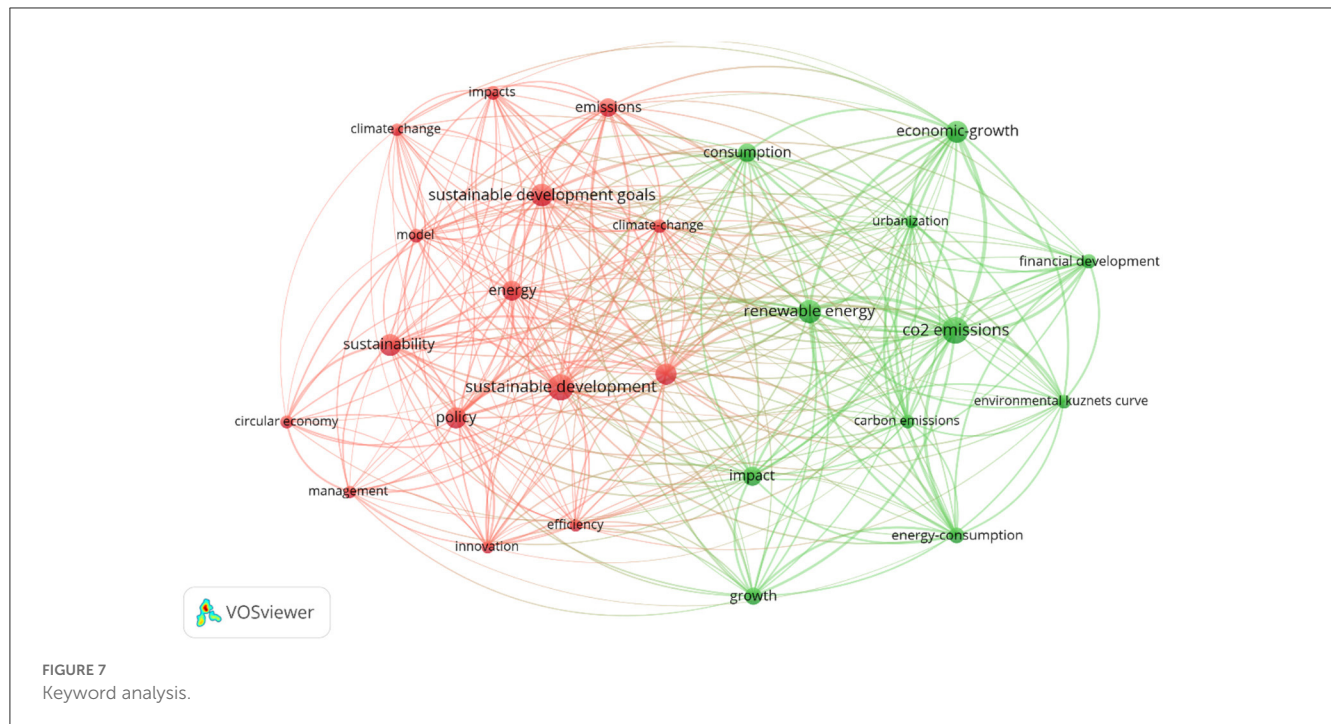 impacts
emissions
climate change
economic-growth
consumption
sustainable development goals
urbanization
climate-change
model
financial development
energy
renewable energy
co2 emissions
sustainability
sustainable development
environmental kuznets curve
policy
circular economy
carbon emissions
impact
management
efficiency
energy-consumption
innovation
growth
VOSviewer
FIGURE 7
Keyword analysis.